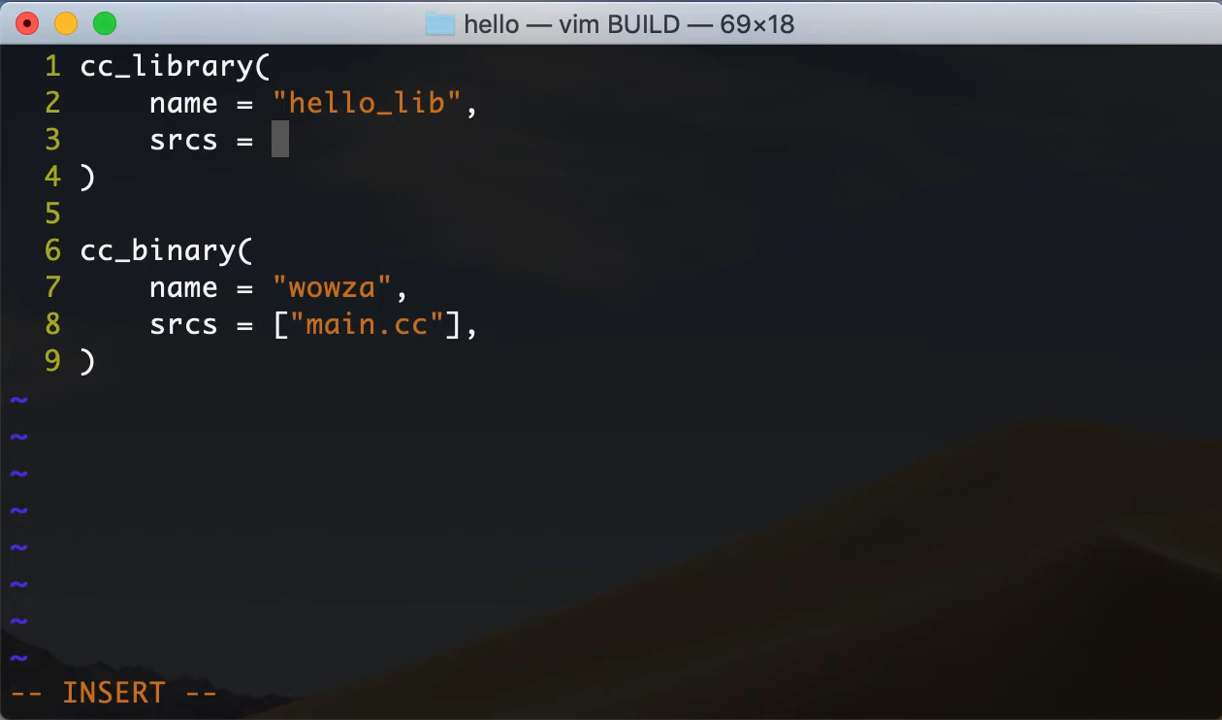 hello — vim BUILD — 69×18
1 cc_library(
2     name = "hello_lib",
3     srcs = 
4 )
5
6 cc_binary(
7     name = "wowza",
8     srcs = ["main.cc"],
9 )
~
~
~
~
~
~
~
~
-- INSERT --